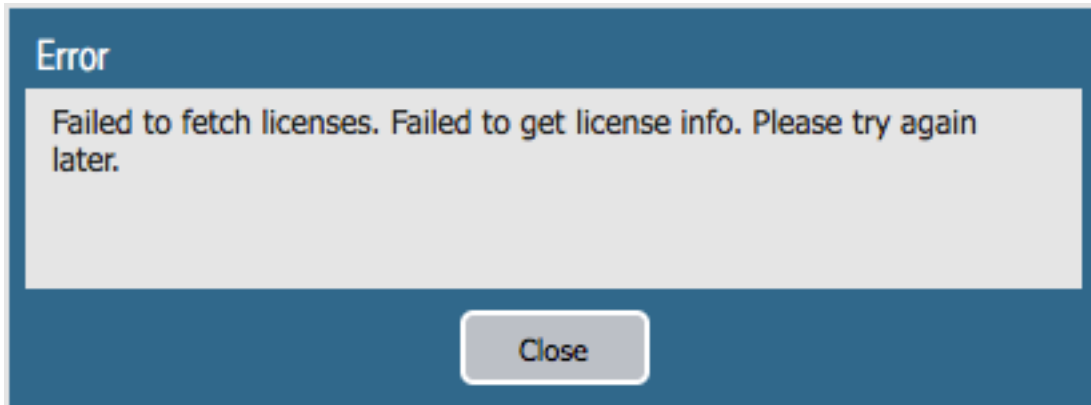 Error
Failed to fetch licenses. Failed to get license info. Please try again
later.
Close